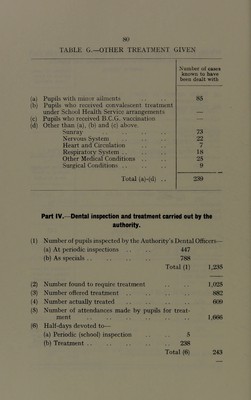 80
TABLE G.—OTHER TREATMENT GIVEN
Number of cases
known to have
been dealt with
(a) Pupils with minor ailments .. .. .. 85
(b) Pupils who received convalescent treatment
under School Health Service arrangements —
(c) Pupils who received B.C.G. vaccination —
(d) Other than (a), (b) and (c) above.
Sunray .. .. .. .. 73
Nervous System .. .. .. .. 22
Heart and Circulation .. .. .. 7
Respiratory System .. .. .. .. 18
Other Medical Conditions .. .. 25
Surgical Conditions .. .. .. .. 9
Total (a)-(d) .. 239
Part IV.—Dental inspection and treatment carried out by the
authority.
(1) Number of pupils inspected by the Authority's Dental Officers—
(a) At periodic inspections .. .. 447
(b) As specials .. .. .. .. 788
Total (1) 1,235
(2) Number found to require treatment .. .. 1,025
(3) Number offered treatment .. .. .. .. 882
(4) Number actually treated .. .. .. .. 609
(5) Number of attendances made by pupils for treat-
ment .. .. .. .. .. .. 1,666
(6) Half-days devoted to—
(a) Periodic (school) inspection .. .. 5
(b) Treatment .. .. .. .. 238
Total (6) 243